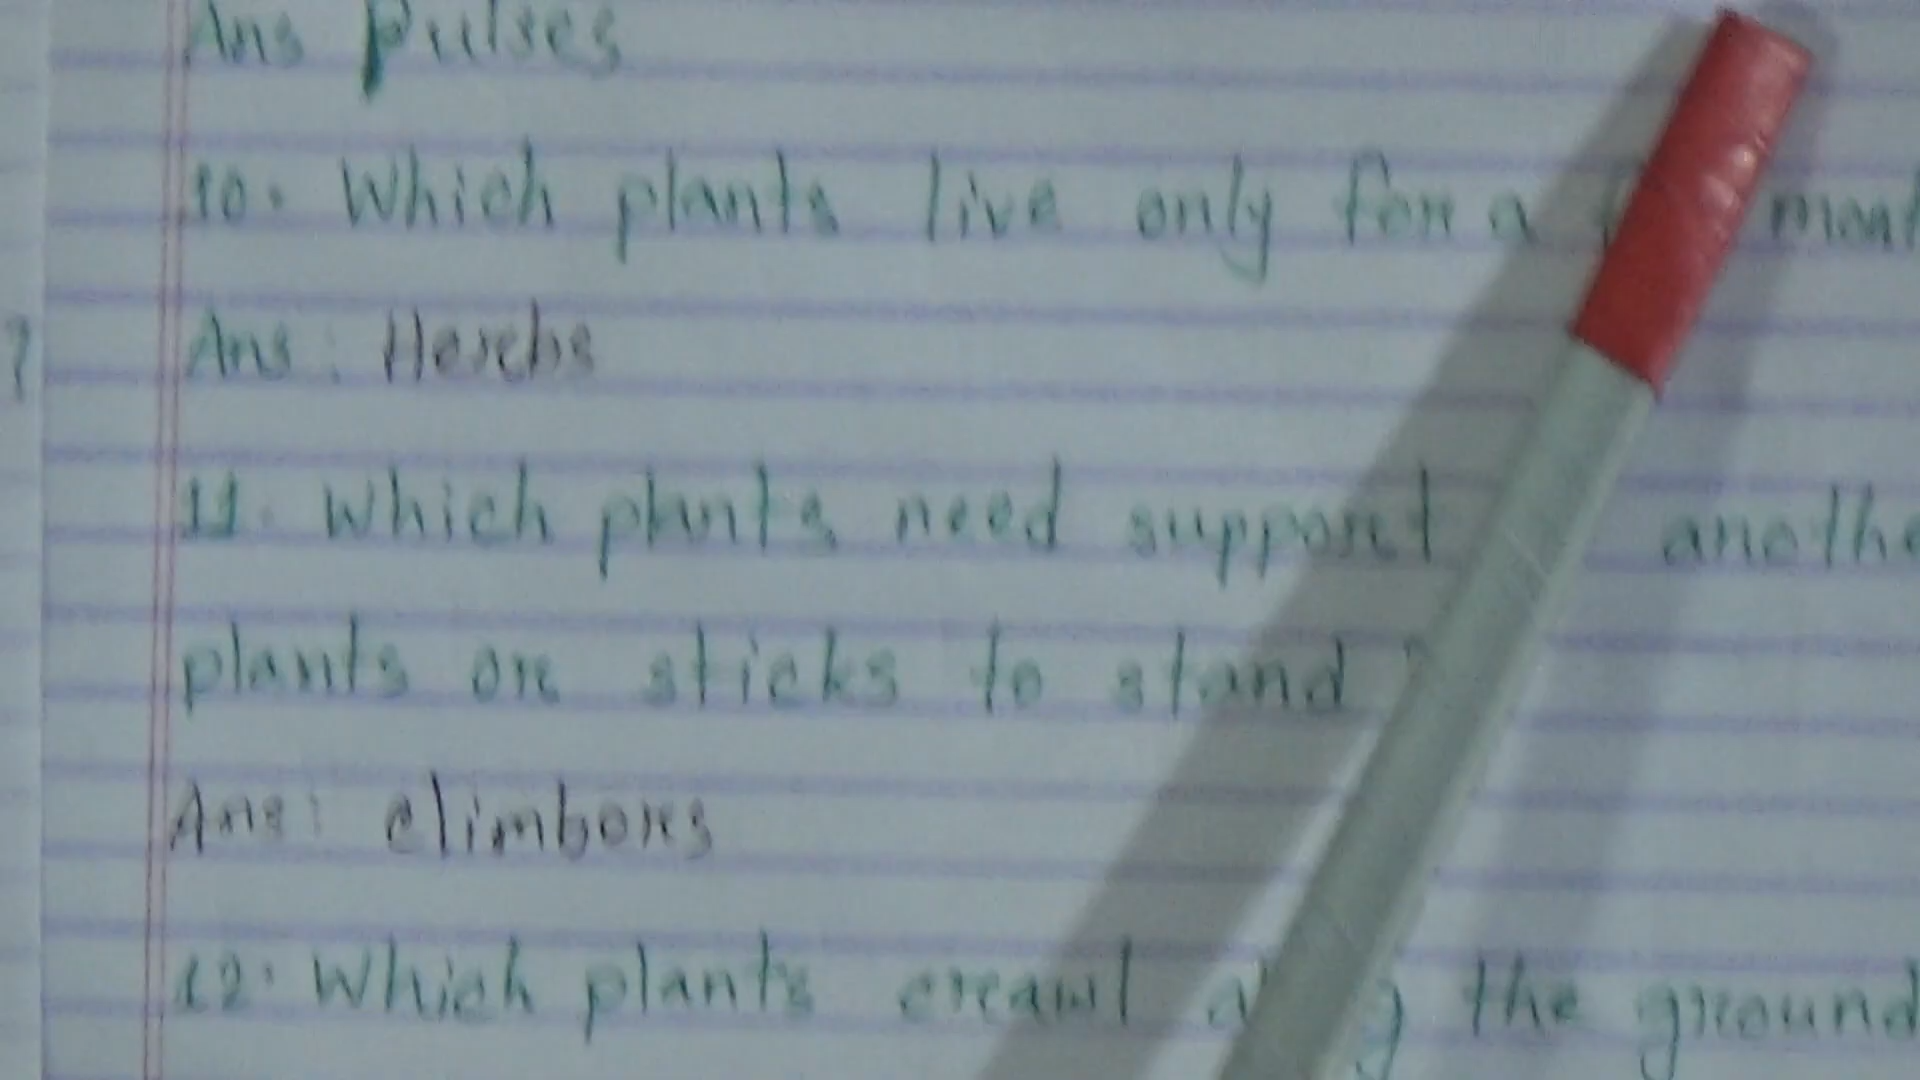 Ans Pulses
10. Which plants live only for a
Ans: Herbs
11. Which plants need support
plants or sticks to stand ?
Ans: climbers
12. Which plants crawl the ground